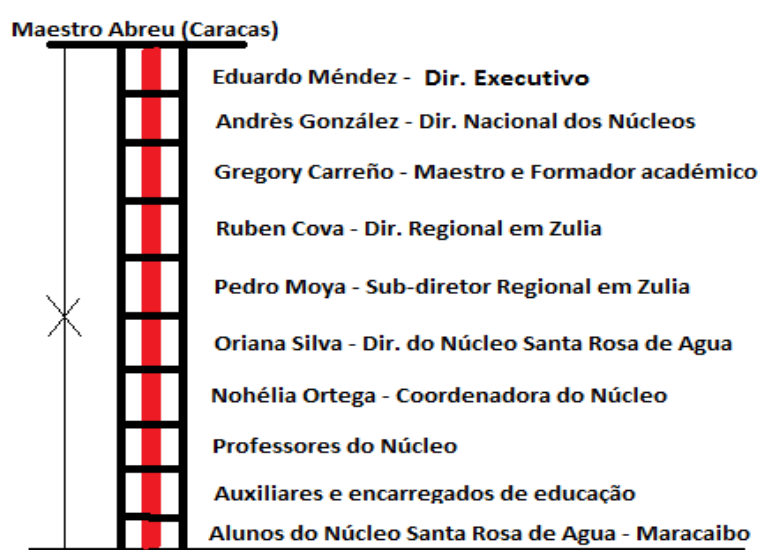 Maestro Abreu (Caracas)
Eduardo Méndez - Dir. Executivo
Andrès González - Dir. Nacional dos Núcleos
Gregory Carreño - Maestro e Formador académico
Ruben Cova - Dir. Regional em Zulia
Pedro Moya - Sub-diretor Regional em Zulia
Oriana Silva - Dir. do Núcleo Santa Rosa de Agua
Nohélia Ortega - Coordenadora do Núcleo
Professores do Núcleo
Auxiliares e encarregados de educação
Alunos do Núcleo Santa Rosa de Agua - Maracaibo